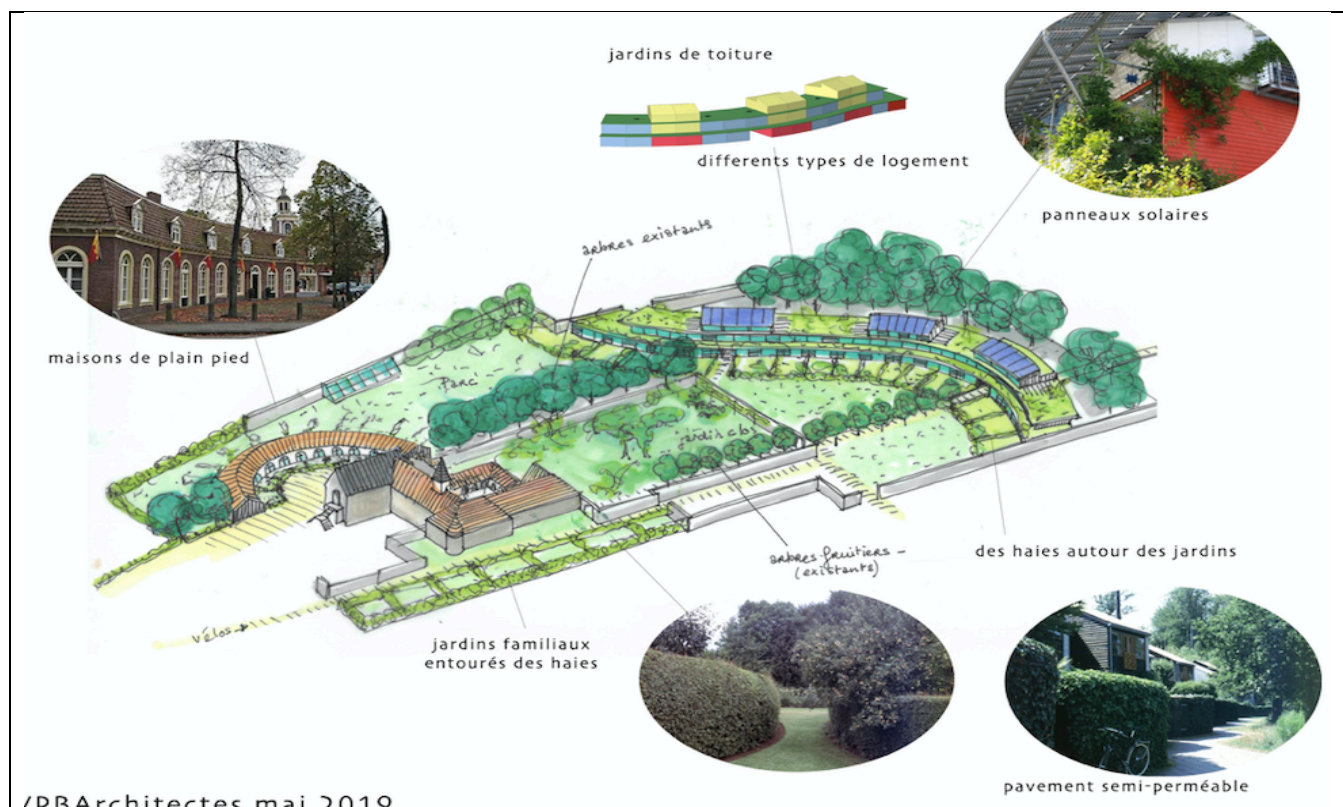 jardins de toiture
differents types de logement
panneaux solaires
arbres existants
maisons de plain pied
Parc
jardin clos
des haies autour des jardins
arbres fruitiers –
(existants)
vélos
jardins familiaux
entourés des haies
pavement semi-perméable
/RBArchitectes mai 2019